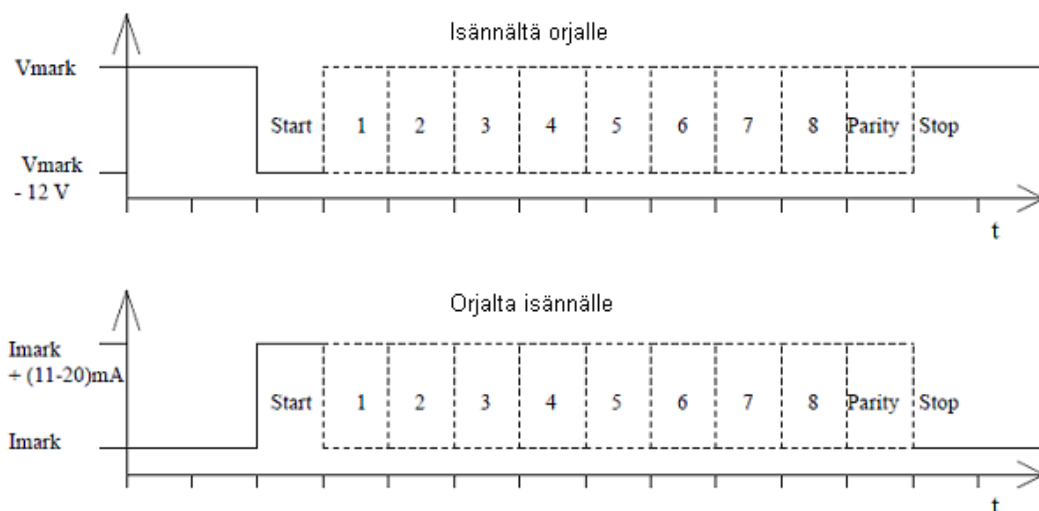 Isännältä orjalle
Vmark
Start 1 2 3 4 5 6 7 8 Parity Stop
Vmark
- 12 V
t
Orjalta isännälle
Imark
+ (11-20)mA
Start 1 2 3 4 5 6 7 8 Parity Stop
Imark
t